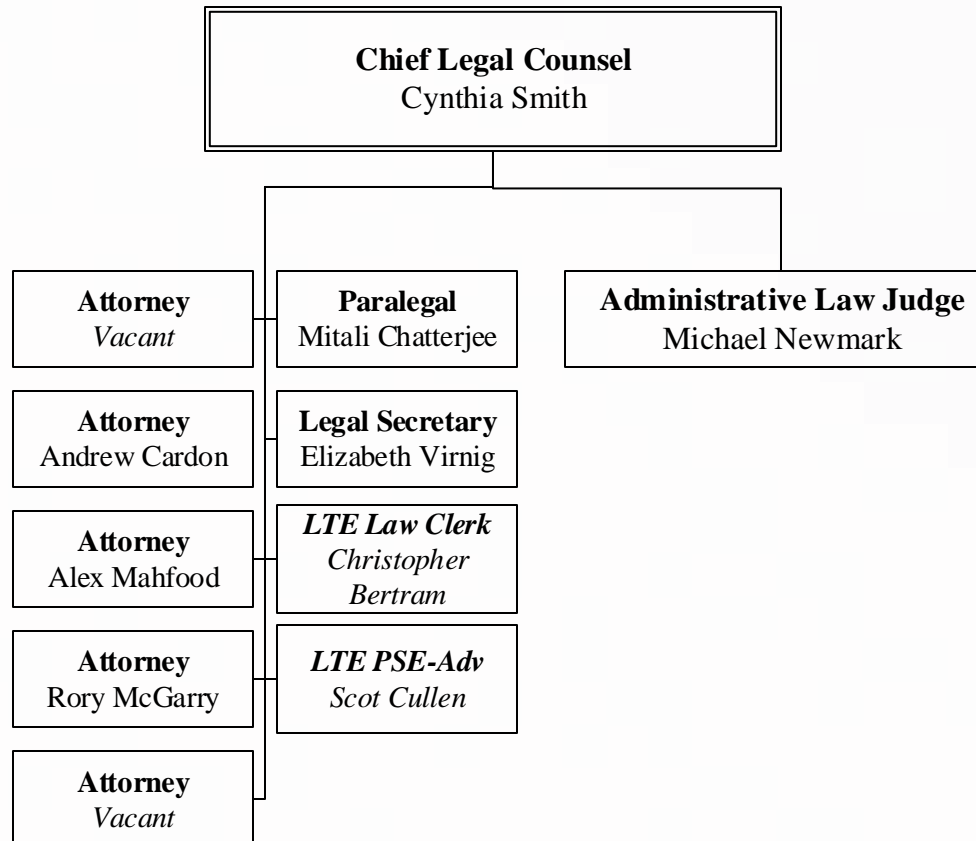 Chief Legal Counsel
Cynthia Smith
Attorney
Vacant
Paralegal
Mitali Chatterjee
Administrative Law Judge
Michael Newmark
Attorney
Andrew Cardon
Legal Secretary
Elizabeth Virnig
Attorney
Alex Mahfood
LTE Law Clerk
Christopher
Bertram
Attorney
Rory McGarry
LTE PSE-Adv
Scot Cullen
Attorney
Vacant